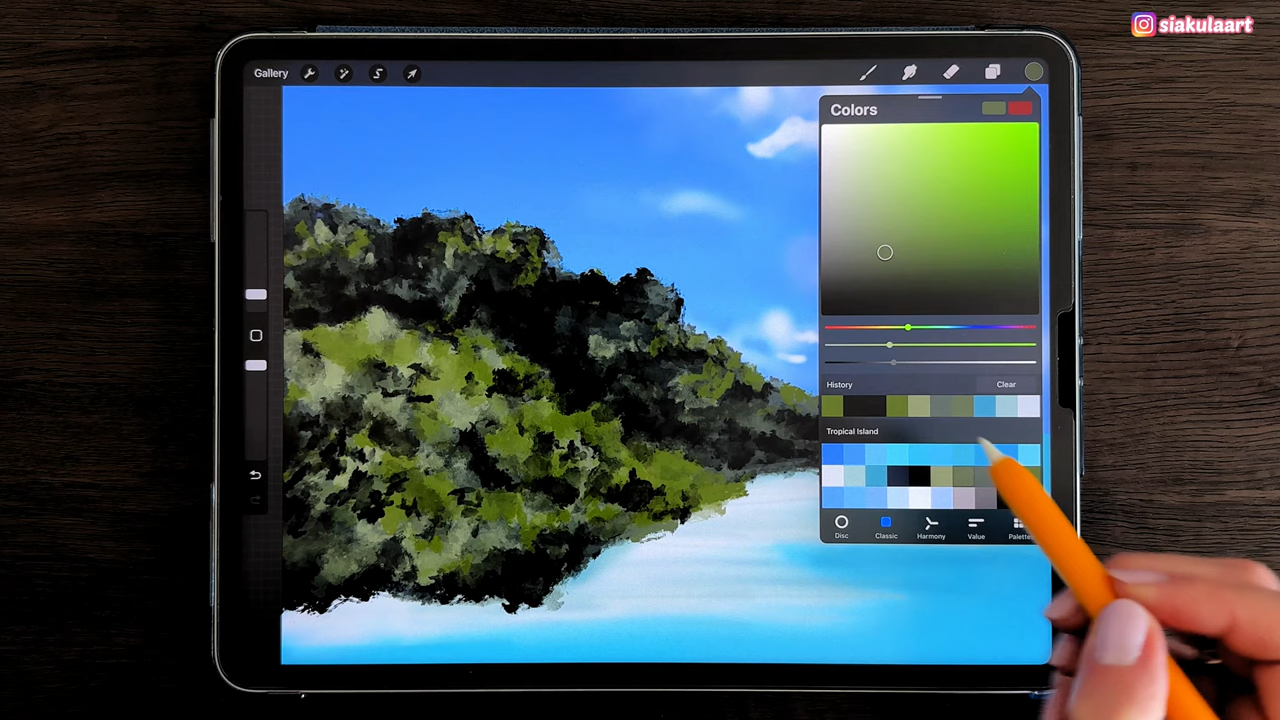 siakulaart
Gallery
Colors
History
Clear
Tropical Island
Disc
Classic
Harmony
Value